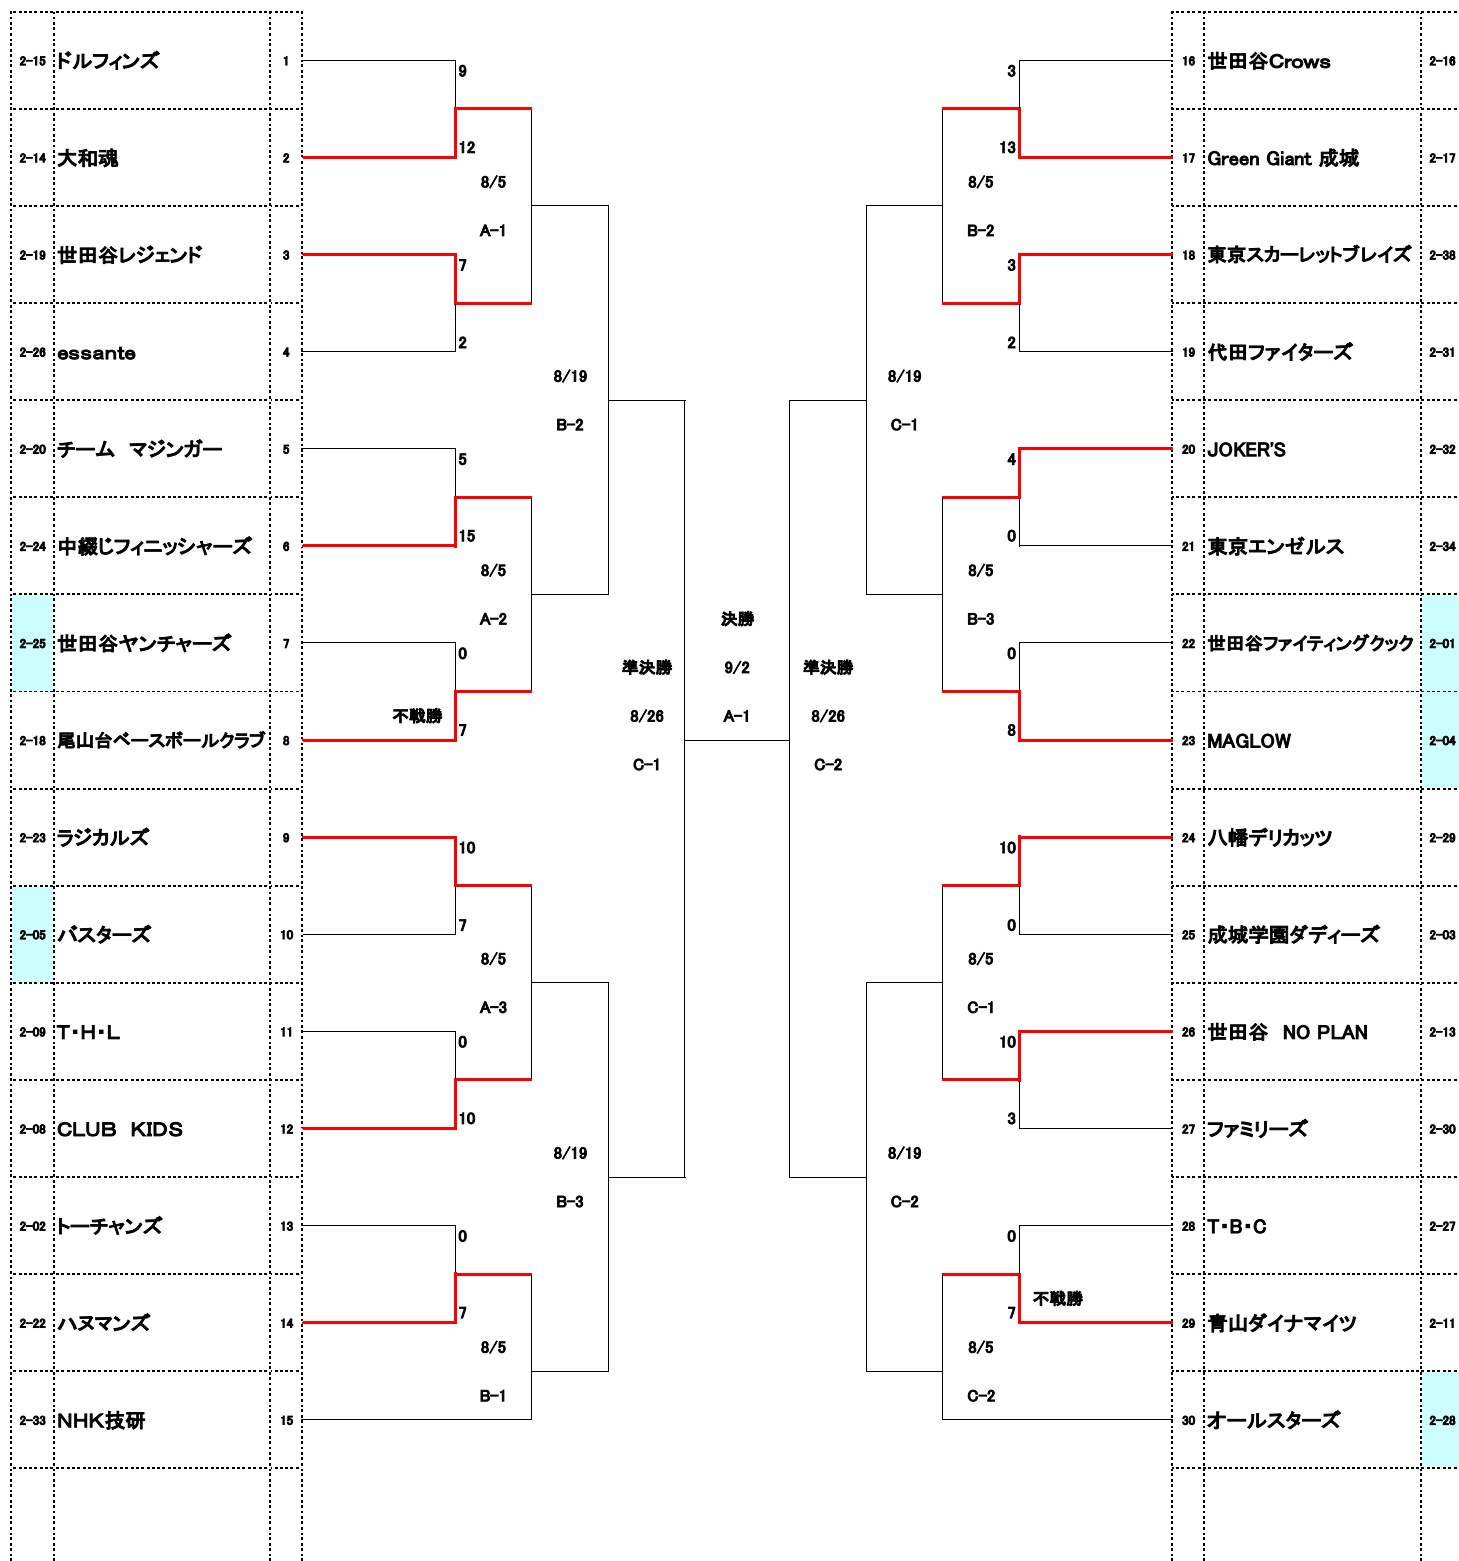 2-15 ドルフィンズ 1
9
2-14 大和魂 2
12
8/5
A-1
2-19 世田谷レジェンド 3
7
2-26 essante 4
2
8/19
B-2
2-20 チーム　マジンガー 5
5
2-24 中綴じフィニッシャーズ 6
15
8/5
A-2
2-25 世田谷ヤンチャーズ 7
0
不戦勝
2-18 尾山台ベースボールクラブ 8
7
準決勝
8/26
C-1
2-23 ラジカルズ 9
10
2-05 バスターズ 10
7
8/5
A-3
2-09 T・H・L 11
0
2-08 CLUB　KIDS 12
10
8/19
B-3
2-02 トーチャンズ 13
0
2-22 ハヌマンズ 14
7
8/5
B-1
2-33 NHK技研 15
決勝
9/2
A-1
3
16 世田谷Crows 2-16
13
17 Green Giant 成城 2-17
8/5
B-2
3
18 東京スカーレットブレイズ 2-38
2
19 代田ファイターズ 2-31
8/19
C-1
4
20 JOKER'S 2-32
0
21 東京エンゼルス 2-34
8/5
B-3
0
22 世田谷ファイティングクック 2-01
8
23 MAGLOW 2-04
準決勝
8/26
C-2
10
24 八幡デリカッツ 2-29
0
25 成城学園ダディーズ 2-03
8/5
C-1
10
26 世田谷　NO PLAN 2-13
3
27 ファミリーズ 2-30
8/19
C-2
0
28 T・B・C 2-27
不戦勝
7
29 青山ダイナマイツ 2-11
8/5
C-2
30 オールスターズ 2-28